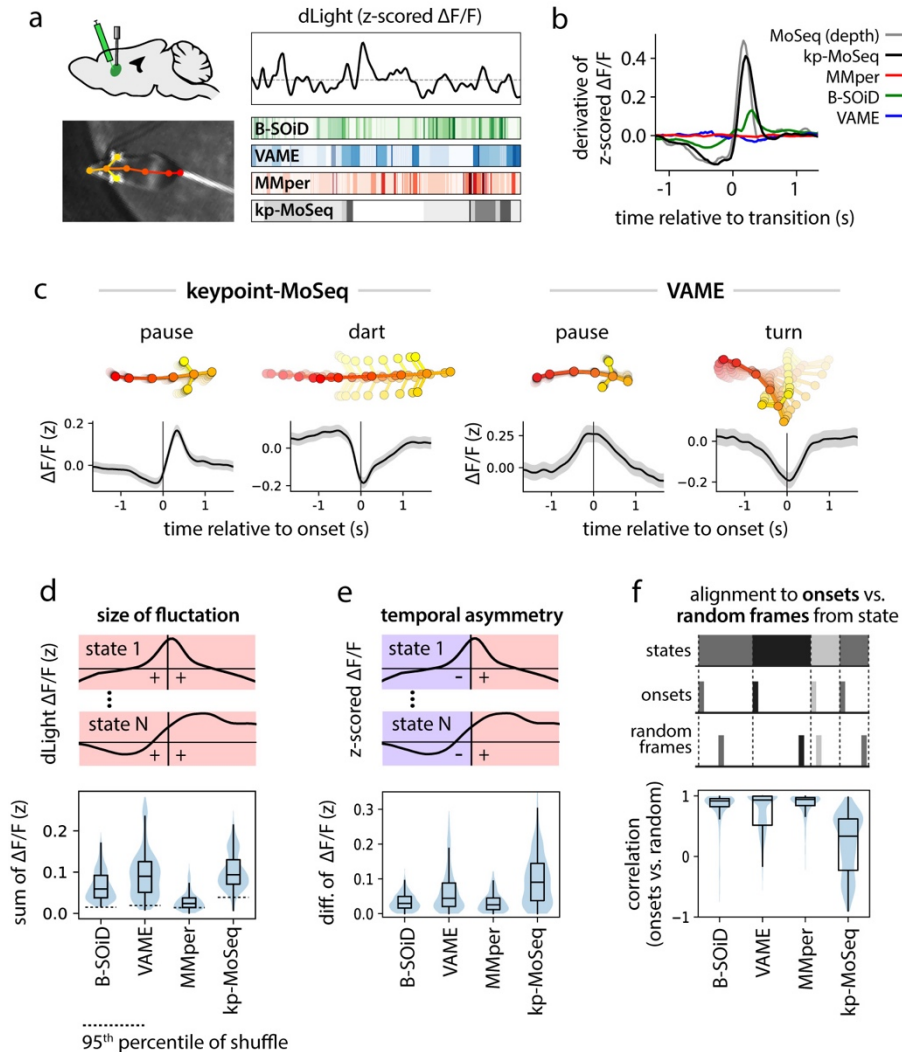 a
dLight (z-scored ΔF/F)
B-SOiD
VAME
MMper
kp-MoSeq
b
derivative of
z-scored ΔF/F
0.4
0.2
0.0
-1
0
1
time relative to transition (s)
MoSeq (depth)
kp-MoSeq
MMper
B-SOiD
VAME
c
keypoint-MoSeq
pause
dart
VAME
pause
turn
ΔF/F (z)
0.2
0.0
-1
0
1
0.0
−0.2
-1
0
1
time relative to onset (s)
ΔF/F (z)
0.25
0.00
-1
0
1
0.0
−0.2
-1
0
1
time relative to onset (s)
d
size of fluctation
dLight ΔF/F (z)
state 1
+ +
state N
+ +
sum of ΔF/F (z)
0.2
0.1
0.0
B-SOiD
VAME
MMper
kp-MoSeq
95th percentile of shuffle
e
temporal asymmetry
z-scored ΔF/F
state 1
− +
state N
− +
diff. of ΔF/F (z)
0.3
0.2
0.1
0.0
B-SOiD
VAME
MMper
kp-MoSeq
f
alignment to onsets vs.
random frames from state
states
onsets
random
frames
correlation
(onsets vs. random)
1
0
−1
B-SOiD
VAME
MMper
kp-MoSeq